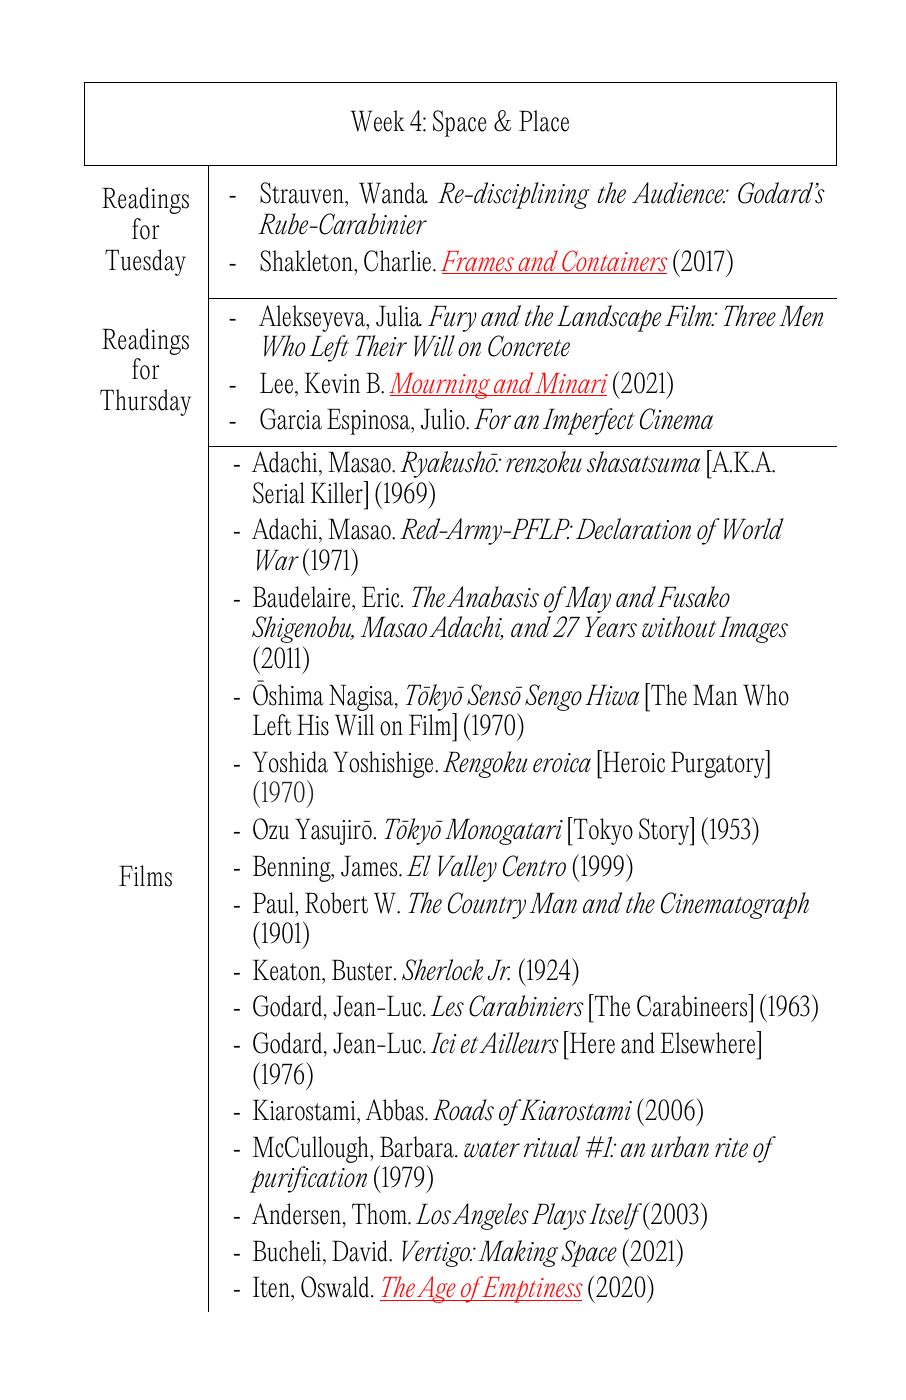 Week 4: Space & Place
Readings
for
Tuesday
- Strauven, Wanda. Re-disciplining the Audience: Godard's
Rube-Carabinier
- Shakleton, Charlie. Frames and Containers (2017)
Readings
for
Thursday
- Alekseyeva, Julia. Fury and the Landscape Film: Three Men
Who Left Their Will on Concrete
- Lee, Kevin B. Mourning and Minari (2021)
- Garcia Espinosa, Julio. For an Imperfect Cinema
Films
- Adachi, Masao. Ryakushō: renzoku shasatsuma [A.K.A.
Serial Killer] (1969)
- Adachi, Masao. Red-Army-PFLP: Declaration of World
War (1971)
- Baudelaire, Eric. The Anabasis of May and Fusako
Shigenobu, Masao Adachi, and 27 Years without Images
(2011)
- Ōshima Nagisa, Tōkyō Sensō Sengo Hiwa [The Man Who
Left His Will on Film] (1970)
- Yoshida Yoshishige. Rengoku eroica [Heroic Purgatory]
(1970)
- Ozu Yasujirō. Tōkyō Monogatari [Tokyo Story] (1953)
- Benning, James. El Valley Centro (1999)
- Paul, Robert W. The Country Man and the Cinematograph
(1901)
- Keaton, Buster. Sherlock Jr. (1924)
- Godard, Jean-Luc. Les Carabiniers [The Carabineers] (1963)
- Godard, Jean-Luc. Ici et Ailleurs [Here and Elsewhere]
(1976)
- Kiarostami, Abbas. Roads of Kiarostami (2006)
- McCullough, Barbara. water ritual #1: an urban rite of
purification (1979)
- Andersen, Thom. Los Angeles Plays Itself (2003)
- Bucheli, David. Vertigo: Making Space (2021)
- Iten, Oswald. The Age of Emptiness (2020)